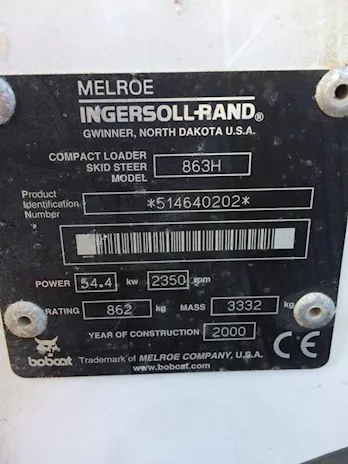 MELROE
INGERSOLL-RAND®
GWINNER, NORTH DAKOTA U.S.A.
COMPACT LOADER
SKID STEER
MODEL 863H
Product
Identification
Number *514640202*
POWER 54.4 kw 2350 rpm
RATING 862 kg MASS 3332 kg
YEAR OF CONSTRUCTION 2000
bobcat Trademark of MELROE COMPANY, U.S.A.
www.bobcat.com
CE